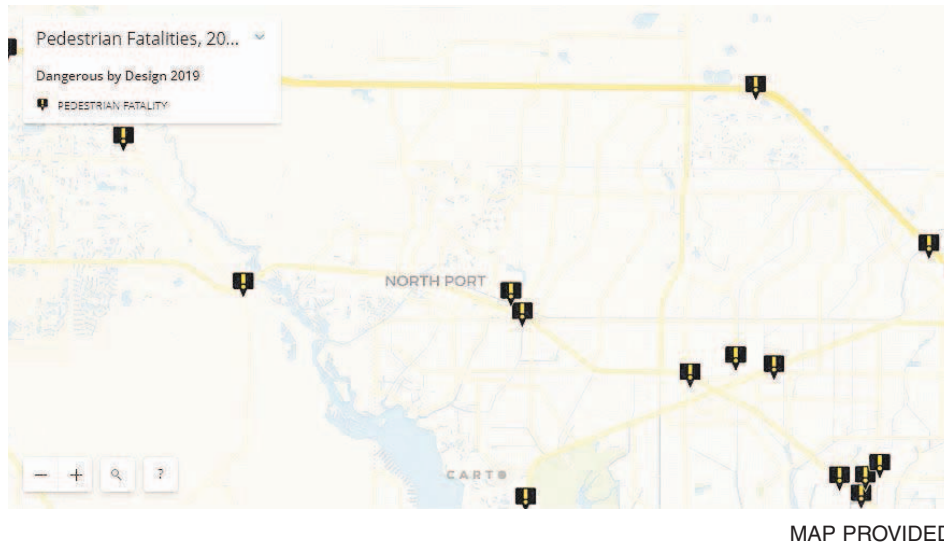 Pedestrian Fatalities, 20...
Dangerous by Design 2019
PEDESTRIAN FATALITY
NORTH PORT
CARTO
− + ?
MAP PROVIDED